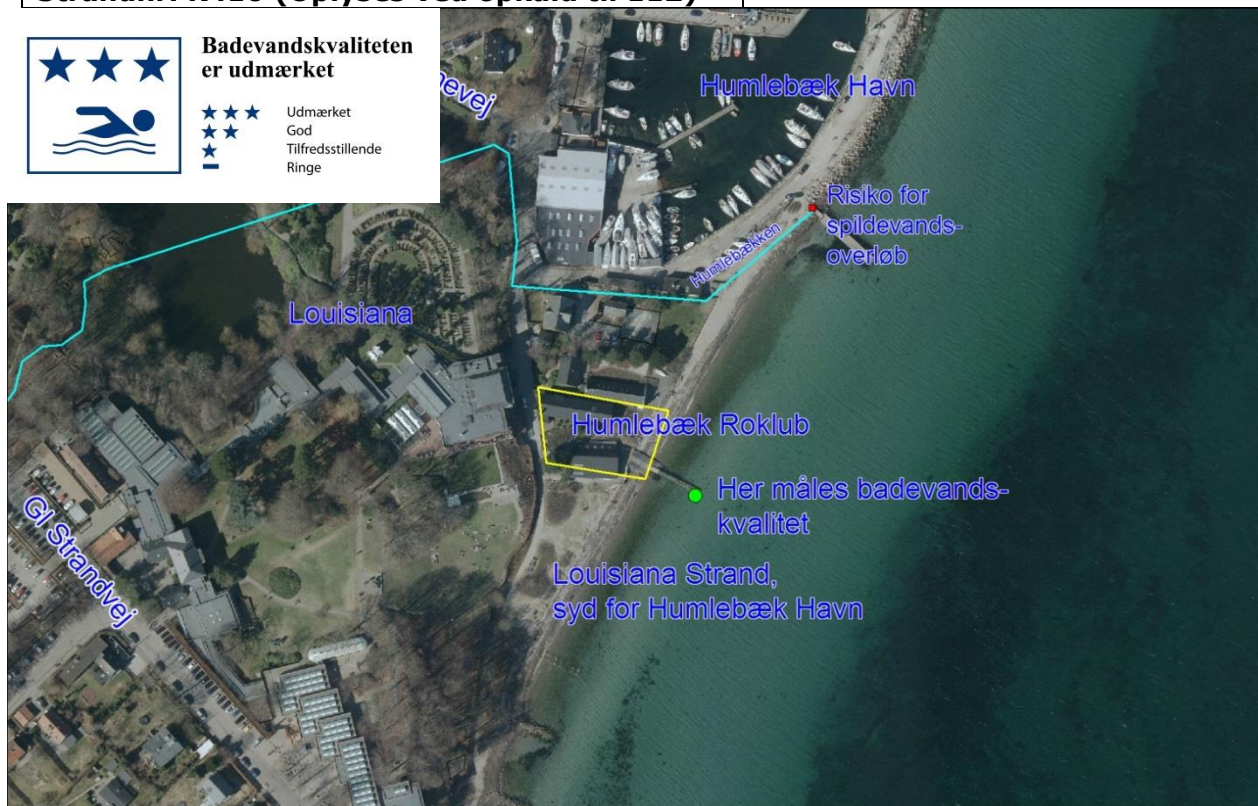 Badevandskvaliteten
er udmærket
Udmærket
God
Tilfredsstillende
Ringe
Humlebæk Havn
Risiko for
spildevands-
overløb
Humlebækken
Louisiana
Humlebæk Roklub
Her måles badevands-
kvalitet
Gl Strandvej
Louisiana Strand,
syd for Humlebæk Havn